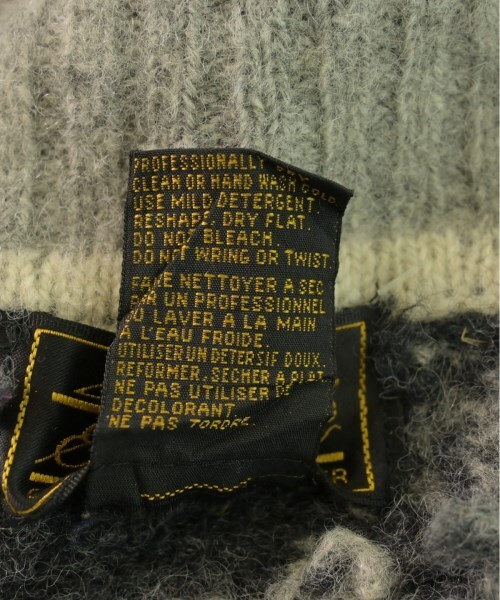 PROFESSIONALLY DRY
CLEAN OR HAND WASH COLD
USE MILD DETERGENT.
RESHAPE, DRY FLAT.
DO NOT BLEACH.
DO NOT WRING OR TWIST.
FAIRE NETTOYER A SEC
PAR UN PROFESSIONNEL
OU LAVER A LA MAIN
A L'EAU FROIDE.
UTILISER UN DETERSIF DOUX.
REFORMER, SECHER A PLAT.
NE PAS UTILISER DE
DECOLORANT.
NE PAS TORDRE.